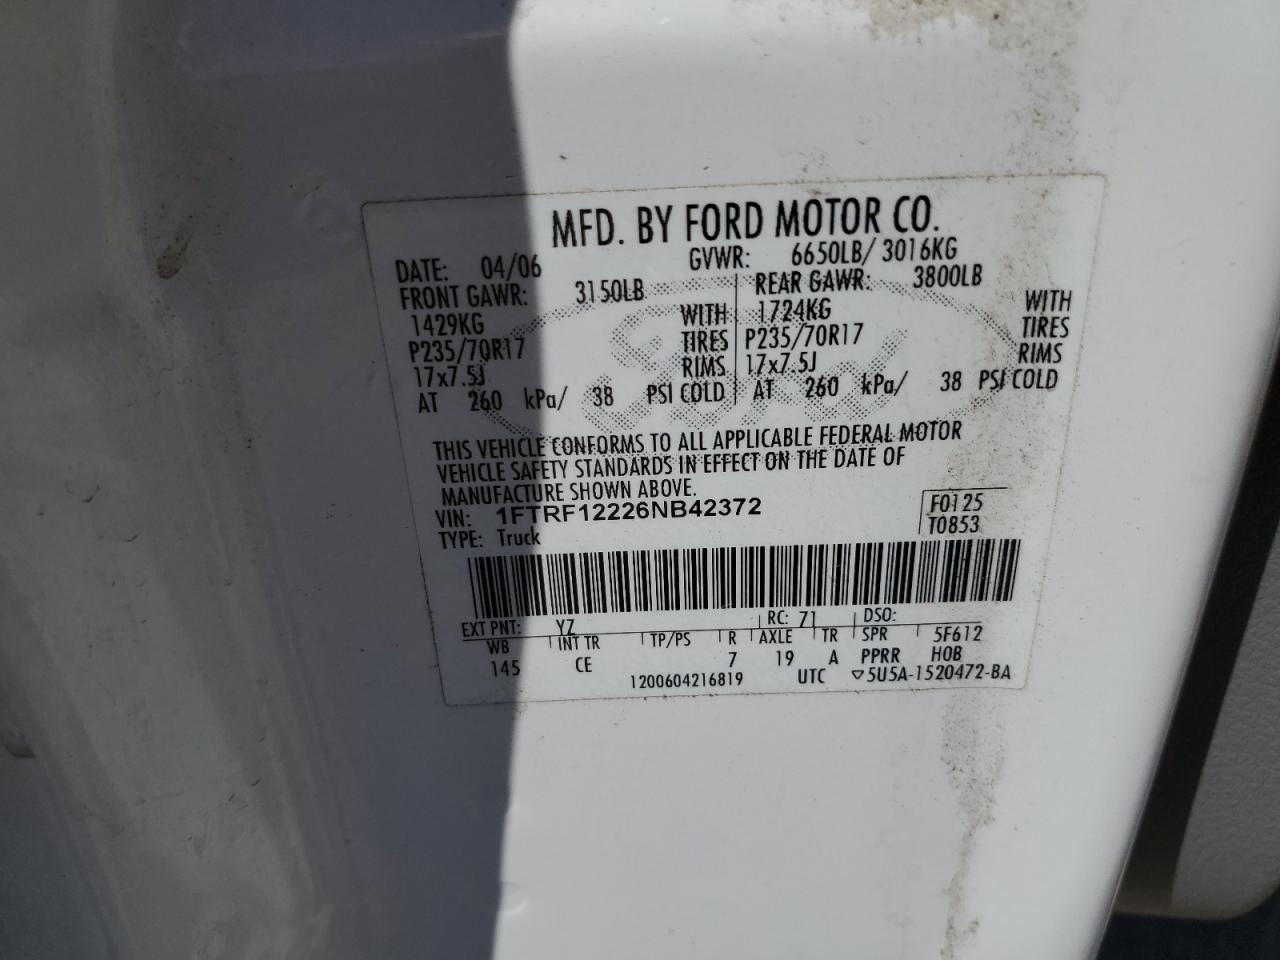 MFD. BY FORD MOTOR CO.
DATE: 04/06 GVWR: 6650LB/ 3016KG
FRONT GAWR: 3150LB REAR GAWR: 3800LB
1429KG WITH 1724KG WITH
P235/70R17 TIRES P235/70R17 TIRES
17x7.5J RIMS 17x7.5J RIMS
AT 260 kPa/ 38 PSI COLD AT 260 kPa/ 38 PSI COLD
Ford
THIS VEHICLE CONFORMS TO ALL APPLICABLE FEDERAL MOTOR
VEHICLE SAFETY STANDARDS IN EFFECT ON THE DATE OF
MANUFACTURE SHOWN ABOVE.
VIN: 1FTRF12226NB42372 F0125
TYPE: Truck T0853
EXT PNT: YZ RC: 71 DSO:
WB INT TR TP/PS R AXLE TR SPR 5F612
145 CE 7 19 A PPRR H0B
1200604216819 UTC ▽5U5A-1520472-BA